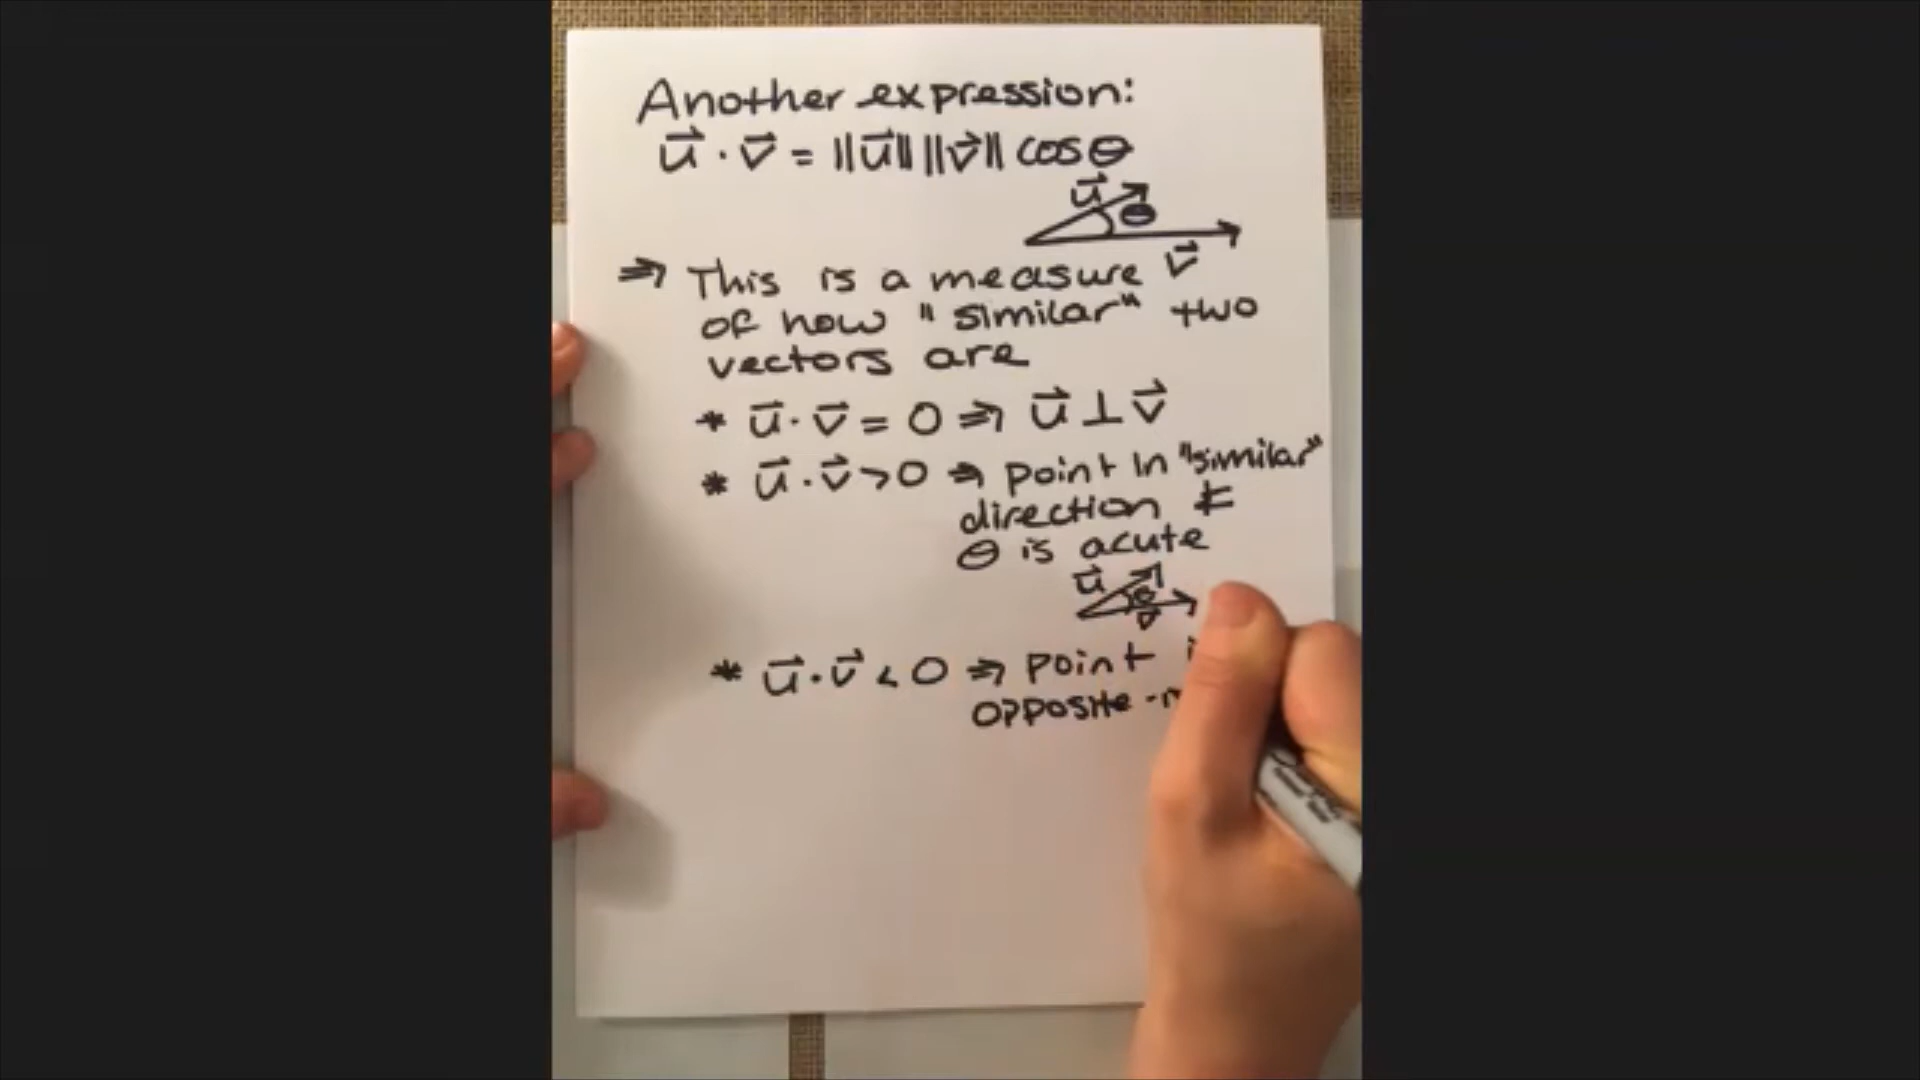 Another expression:
u⃗ · v⃗ = ||u⃗|| ||v⃗|| cos θ
u⃗
θ
v⃗
⇒ This is a measure
of how "similar" two
vectors are
* u⃗ · v⃗ = 0 ⇒ u⃗ ⊥ v⃗
* u⃗ · v⃗ > 0 ⇒ point in "similar"
direction &
θ is acute
u⃗
θ
v⃗
* u⃗ · v⃗ < 0 ⇒ point
opposite